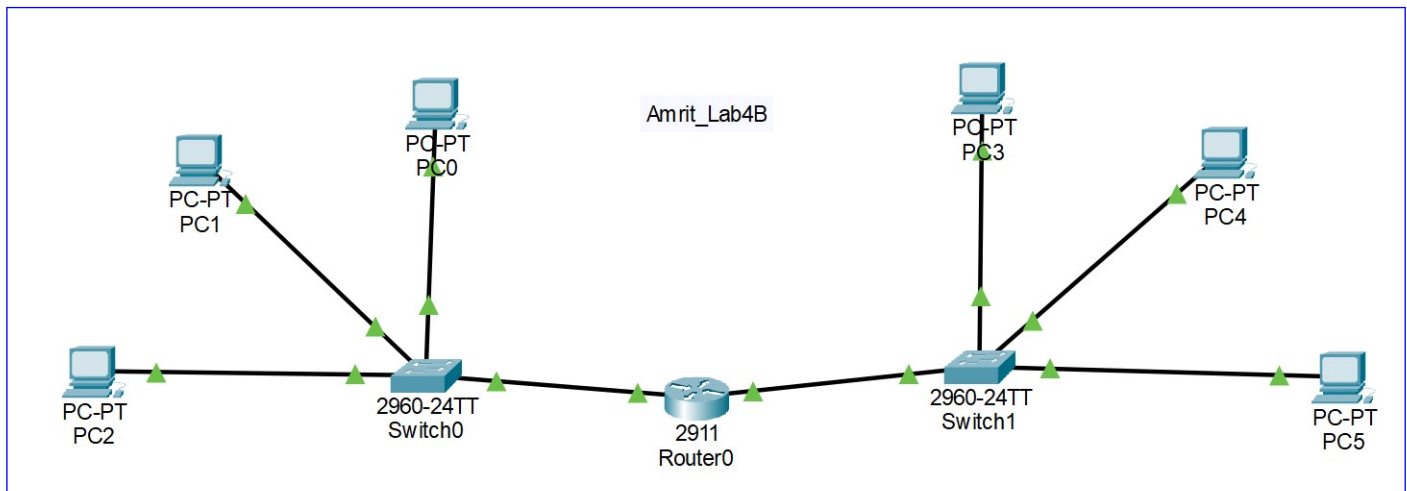 Amrit_Lab4B
PC-PT
PC0
PC-PT
PC3
PC-PT
PC1
PC-PT
PC4
PC-PT
PC2
2960-24TT
Switch0
2911
Router0
2960-24TT
Switch1
PC-PT
PC5